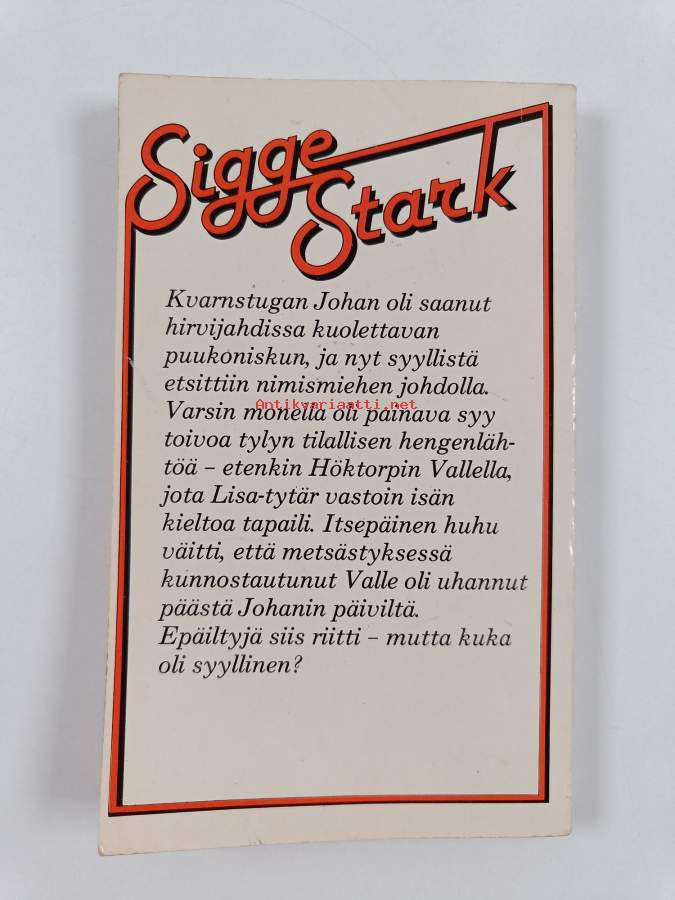 Sigge
Stark
Kvarnstugan Johan oli saanut
hirvijahdissa kuolettavan
puukoniskun, ja nyt syyllistä
etsittiin nimismiehen johdolla.
Antikvariaatti.net
Varsin monella oli painava syy
toivoa tylyn tilallisen hengenläh-
töä – etenkin Höktorpin Vallella,
jota Lisa-tytär vastoin isän
kieltoa tapaili. Itsepäinen huhu
väitti, että metsästyksessä
kunnostautunut Valle oli uhannut
päästä Johanin päiviltä.
Epäiltyjä siis riitti – mutta kuka
oli syyllinen?